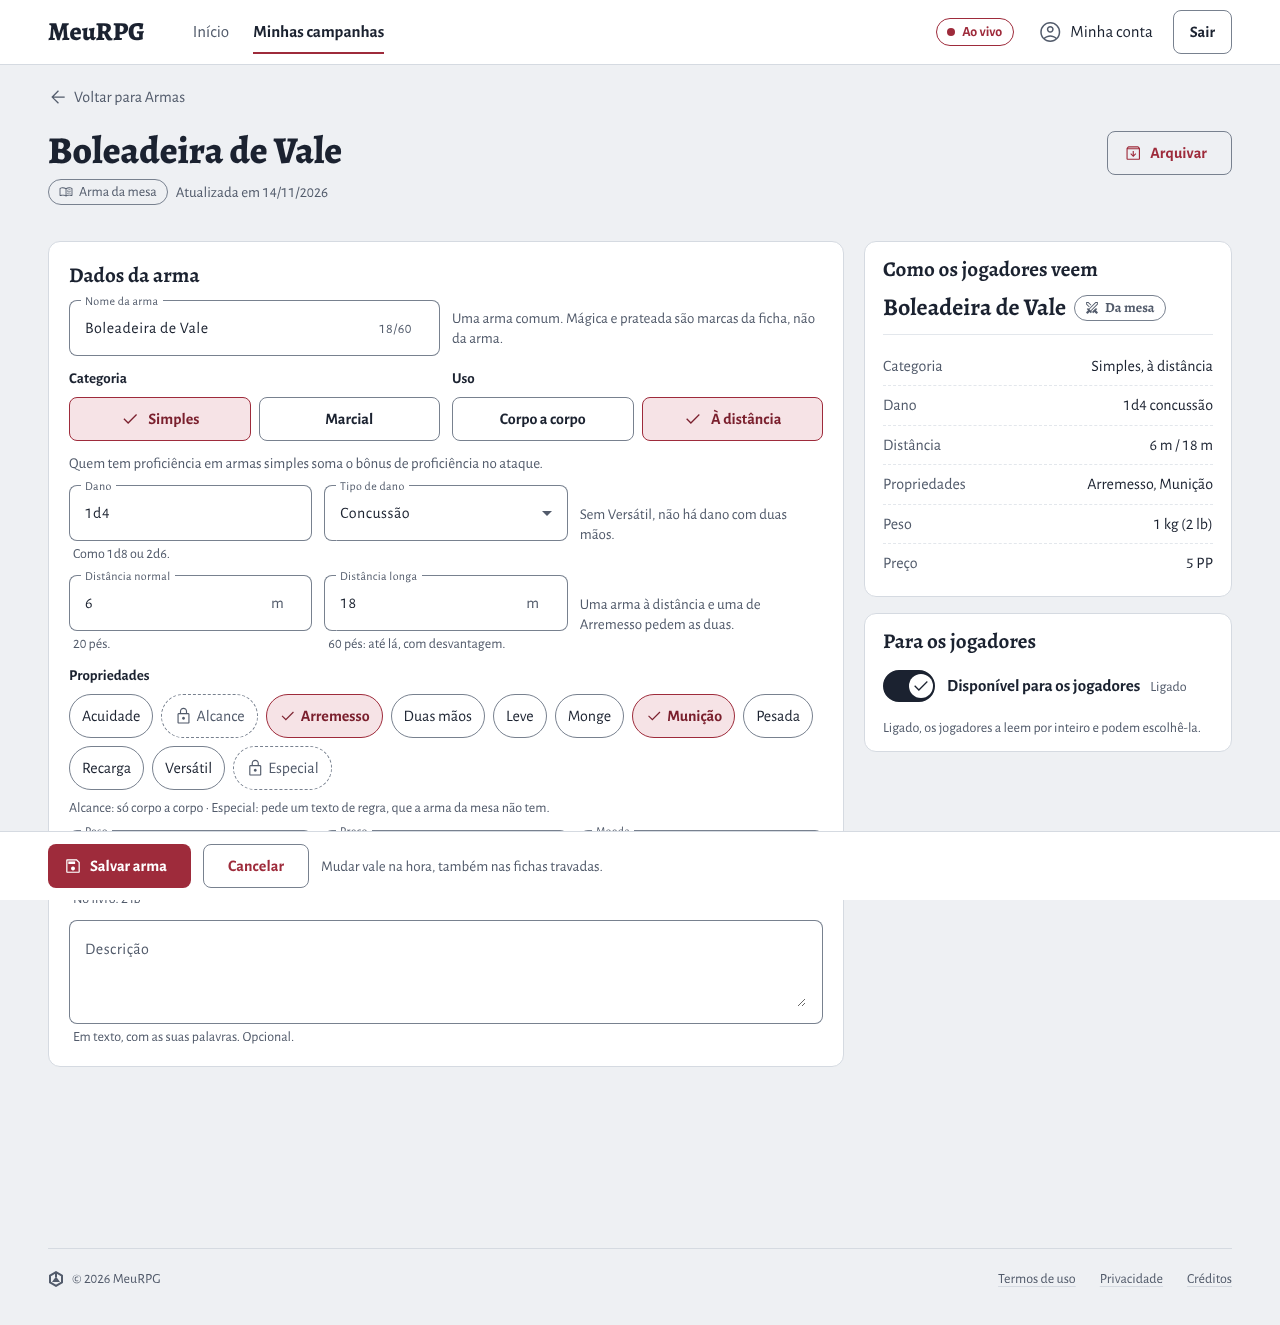 MeuRPG
Início
Minhas campanhas
Ao vivo
Minha conta
Sair
Voltar para Armas
Boleadeira de Vale
Arquivar
Arma da mesa
Atualizada em 14/11/2026
Dados da arma
Nome da arma
Boleadeira de Vale
18/60
Uma arma comum. Mágica e prateada são marcas da ficha, não
da arma.
Categoria
Uso
Simples
Marcial
Corpo a corpo
À distância
Quem tem proficiência em armas simples soma o bônus de proficiência no ataque.
Dano
1d4
Tipo de dano
Concussão
Sem Versátil, não há dano com duas
mãos.
Como 1d8 ou 2d6.
Distância normal
6
m
Distância longa
18
m
Uma arma à distância e uma de
Arremesso pedem as duas.
20 pés.
60 pés: até lá, com desvantagem.
Propriedades
Acuidade
Alcance
Arremesso
Duas mãos
Leve
Monge
Munição
Pesada
Recarga
Versátil
Especial
Alcance: só corpo a corpo · Especial: pede um texto de regra, que a arma da mesa não tem.
Peso
Preço
Moeda
Salvar arma
Cancelar
Mudar vale na hora, também nas fichas travadas.
No livro: 2 lb
Descrição
Em texto, com as suas palavras. Opcional.
Como os jogadores veem
Boleadeira de Vale
Da mesa
Categoria
Simples, à distância
Dano
1d4 concussão
Distância
6 m / 18 m
Propriedades
Arremesso, Munição
Peso
1 kg (2 lb)
Preço
5 PP
Para os jogadores
Disponível para os jogadores
Ligado
Ligado, os jogadores a leem por inteiro e podem escolhê-la.
© 2026 MeuRPG
Termos de uso
Privacidade
Créditos